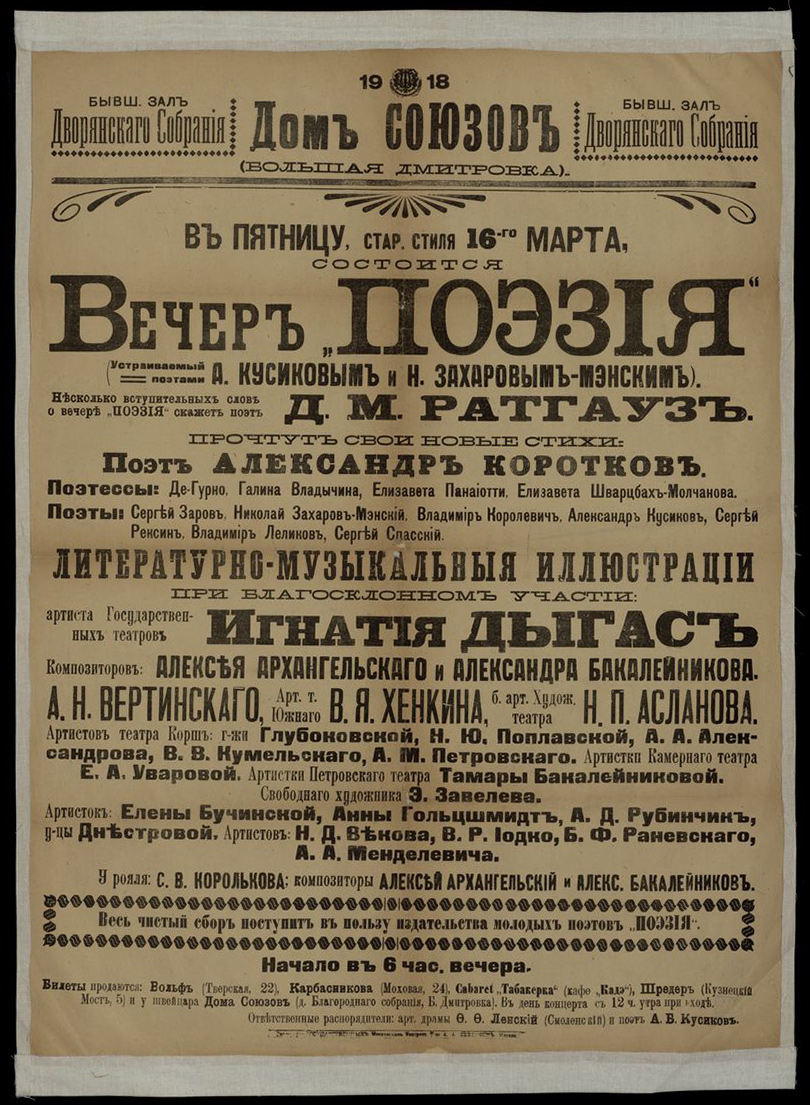 19 18
БЫВШ. ЗАЛЪ
Дворянскаго Собранія
Домъ СОЮЗОВЪ
БЫВШ. ЗАЛЪ
Дворянскаго Собранія
(БОЛЬШАЯ ДМИТРОВКА).
ВЪ ПЯТНИЦУ, СТАР. СТИЛЯ 16-го МАРТА,
СОСТОИТСЯ
ВЕЧЕРЪ „ПОЭЗІЯ“
(Устраиваемый поэтами А. КУСИКОВЫМЪ и Н. ЗАХАРОВЫМЪ-МЭНСКИМЪ).
Нѣсколько вступительныхъ словъ
о вечерѣ „ПОЭЗІЯ“ скажетъ поэтъ Д. М. РАТГАУЗЪ.
ПРОЧТУТЪ СВОИ НОВЫЕ СТИХИ:
Поэтъ АЛЕКСАНДРЪ КОРОТКОВЪ.
Поэтессы: Де-Гурно, Галина Владычина, Елизавета Панаіотти, Елизавета Шварцбахъ-Молчанова.
Поэты: Сергѣй Заровъ, Николай Захаровъ-Мэнскій, Владиміръ Королевичъ, Александръ Кусиковъ, Сергѣй
Рексинъ, Владиміръ Леликовъ, Сергѣй Спасскій.
ЛИТЕРАТУРНО-МУЗЫКАЛЬНЫЯ ИЛЛЮСТРАЦІИ
ПРИ БЛАГОСКЛОННОМЪ УЧАСТІИ:
артиста Государствен-
ныхъ театровъ ИГНАТІЯ ДЫГАСЪ
Композиторовъ: АЛЕКСѢЯ АРХАНГЕЛЬСКАГО и АЛЕКСАНДРА БАКАЛЕЙНИКОВА.
А. Н. ВЕРТИНСКАГО, Арт. т. Южнаго В. Я. ХЕНКИНА, б. арт. Худож. театра Н. П. АСЛАНОВА.
Артистовъ театра Коршъ: г-жи Глубоковской, Н. Ю. Поплавской, А. А. Алек-
сандрова, В. В. Кумельскаго, А. М. Петровскаго. Артистки Камернаго театра
Е. А. Уваровой. Артистки Петровскаго театра Тамары Бакалейниковой.
Свободнаго художника Э. Завелева.
Артистокъ: Елены Бучинской, Анны Гольцшмидтъ, А. Д. Рубинчикъ,
у-цы Днѣстровой. Артистовъ: Н. Д. Вѣкова, В. Р. Іодко, Б. Ф. Раневскаго,
А. А. Менделевича.
У рояля: С. В. КОРОЛЬКОВА; композиторы АЛЕКСѢЙ АРХАНГЕЛЬСКІЙ и АЛЕКС. БАКАЛЕЙНИКОВЪ.
Весь чистый сборъ поступитъ въ пользу издательства молодыхъ поэтовъ „ПОЭЗІЯ“.
Начало въ 6 час. вечера.
Билеты продаются: Вольфъ (Тверская, 22), Карбасникова (Моховая, 24), Cabaret „Табакерка“ (кафе „Кадэ“), Шредеръ (Кузнецкій
Мостъ, 5) и у швейцара Дома Союзовъ (д. Благороднаго собранія, Б. Дмитровка). Въ день концерта съ 12 ч. утра при входѣ.
Отвѣтственные распорядители: арт. драмы Ѳ. Ѳ. Ленскій (Смоленскій) и поэтъ А. Б. Кусиковъ.